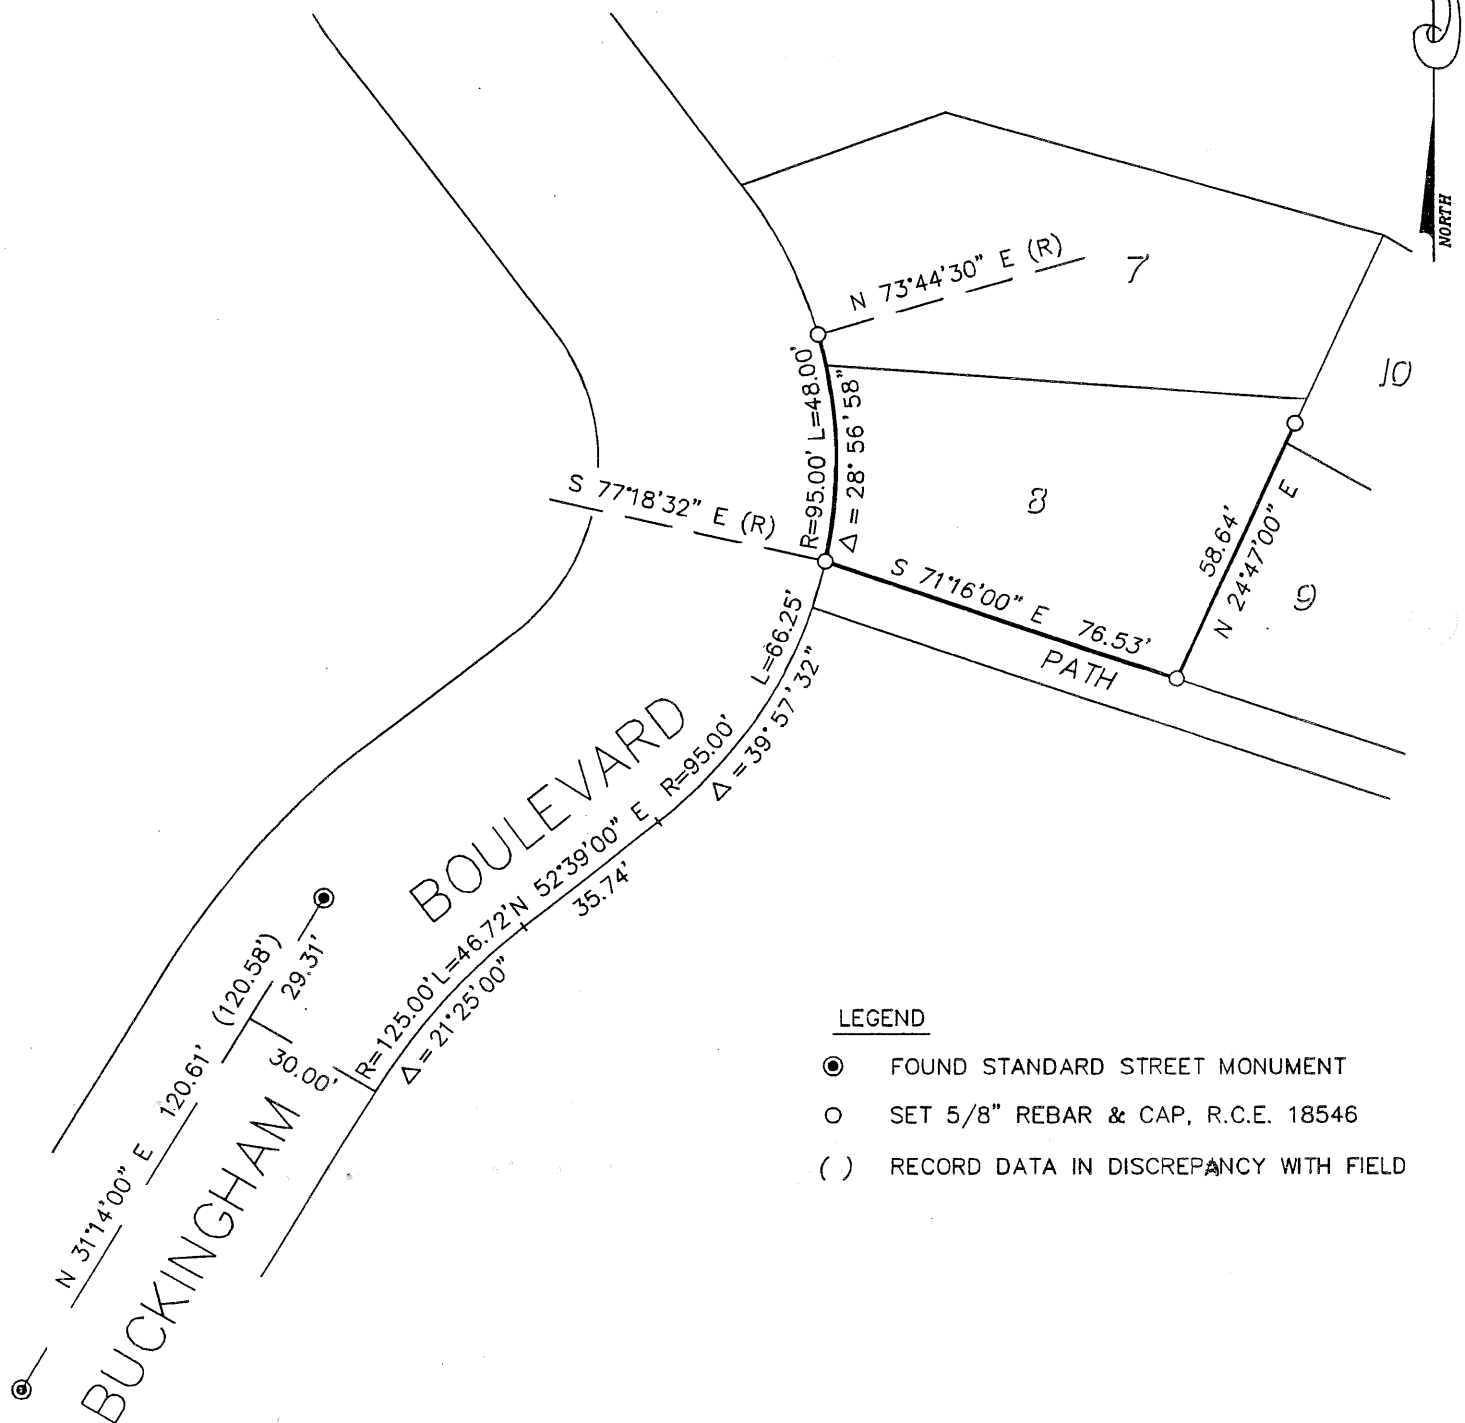 NORTH
N 73°44'30" E (R)
7
10
R=95.00' L=48.00'
Δ = 28° 56' 58"
S 77°18'32" E (R)
8
58.64'
N 24°47'00" E
9
S 71°16'00" E 76.53'
PATH
L=66.25'
R=95.00'
Δ = 39° 57' 32"
BOULEVARD
N 52°39'00" E
35.74'
R=125.00' L=46.72'
Δ = 21°25'00"
(120.58')
29.31'
30.00'
N 31°14'00" E 120.61'
BUCKINGHAM
LEGEND
FOUND STANDARD STREET MONUMENT
SET 5/8" REBAR & CAP, R.C.E. 18546
( ) RECORD DATA IN DISCREPANCY WITH FIELD